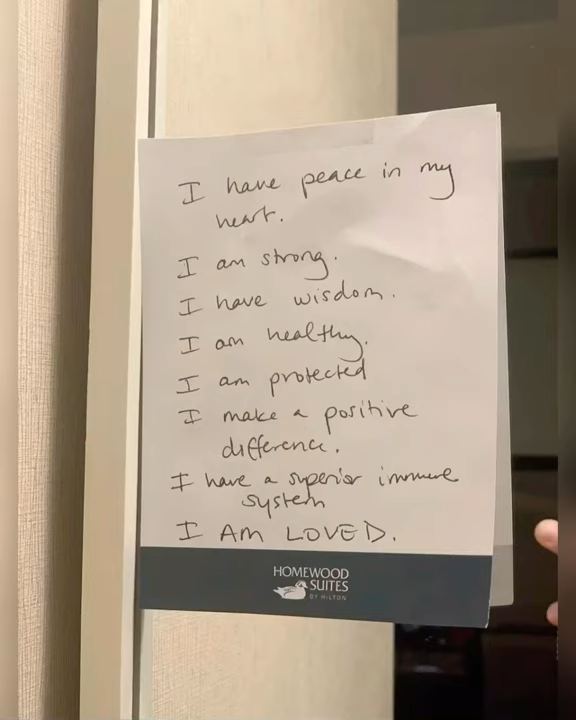 I have peace in my
heart.
I am strong.
I have wisdom.
I am healthy.
I am protected
I make a positive
difference.
I have a superior immune
system
I AM LOVED.
HOMEWOOD
SUITES
BY HILTON